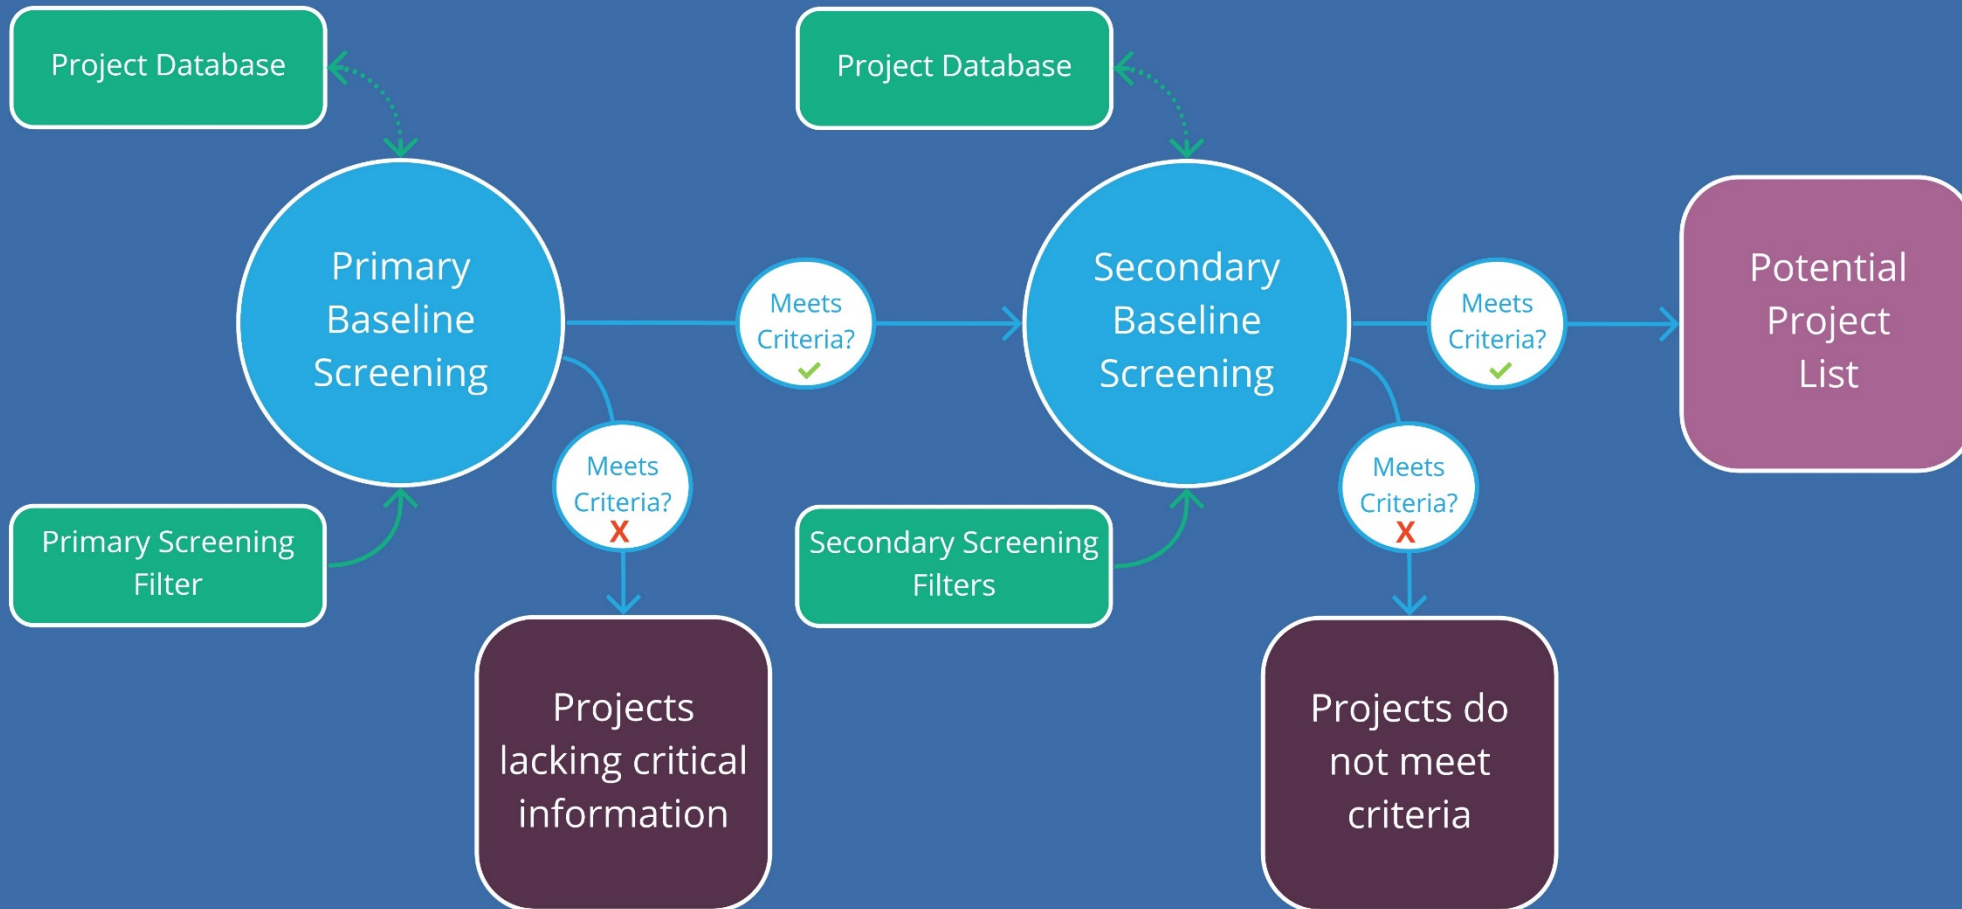 Project Database
Project Database
Primary
Baseline
Screening
Meets
Criteria?
Secondary
Baseline
Screening
Meets
Criteria?
Potential
Project
List
Meets
Criteria?
X
Meets
Criteria?
X
Primary Screening
Filter
Secondary Screening
Filters
Projects
lacking critical
information
Projects do
not meet
criteria